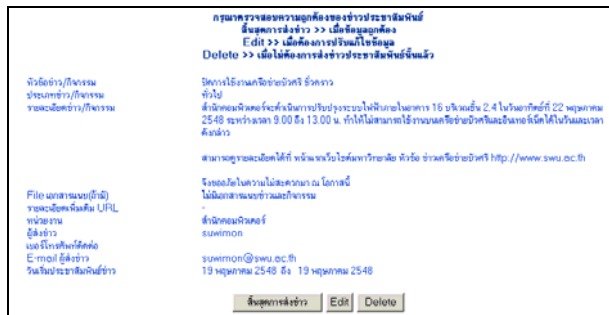 กรุณาตรวจสอบความถูกต้องของข่าวประชาสัมพันธ์
สิ้นสุดการส่งข่าว >> เมื่อข้อมูลถูกต้อง
Edit >> เมื่อต้องการปรับแก้ไขข้อมูล
Delete >> เมื่อไม่ต้องการส่งข่าวประชาสัมพันธ์นั้นแล้ว
หัวข้อข่าว/กิจกรรม ปิดการใช้งานเครือข่ายบัวศรี ชั่วคราว
ประเภทข่าว/กิจกรรม ทั่วไป
รายละเอียดข่าว/กิจกรรม สำนักคอมพิวเตอร์จะดำเนินการปรับปรุงระบบไฟฟ้าภายในอาคาร 16 บริเวณชั้น 2,4 ในวันอาทิตย์ที่ 22 พฤษภาคม
2548 ระหว่างเวลา 9.00 ถึง 13.00 น. ทำให้ไม่สามารถใช้งานบนเครือข่ายบัวศรีและอินเทอร์เน็ตได้ในวันและเวลา
ดังกล่าว
สามารถดูรายละเอียดได้ที่ หน้าแรกเว็บไซต์มหาวิทยาลัย หัวข้อ ข่าวเครือข่ายบัวศรี http://www.swu.ac.th
จึงขออภัยในความไม่สะดวกมา ณ โอกาสนี้
File เอกสารแนบ(ถ้ามี) ไม่มีเอกสารแนบข่าวและกิจกรรม
รายละเอียดเพิ่มเติม URL -
หน่วยงาน สำนักคอมพิวเตอร์
ผู้ส่งข่าว suwimon
เบอร์โทรศัพท์ติดต่อ
E-mail ผู้ส่งข่าว suwimon@swu.ac.th
วันเริ่มประชาสัมพันธ์ข่าว 19 พฤษภาคม 2548 ถึง 19 พฤษภาคม 2548
สิ้นสุดการส่งข่าว Edit Delete